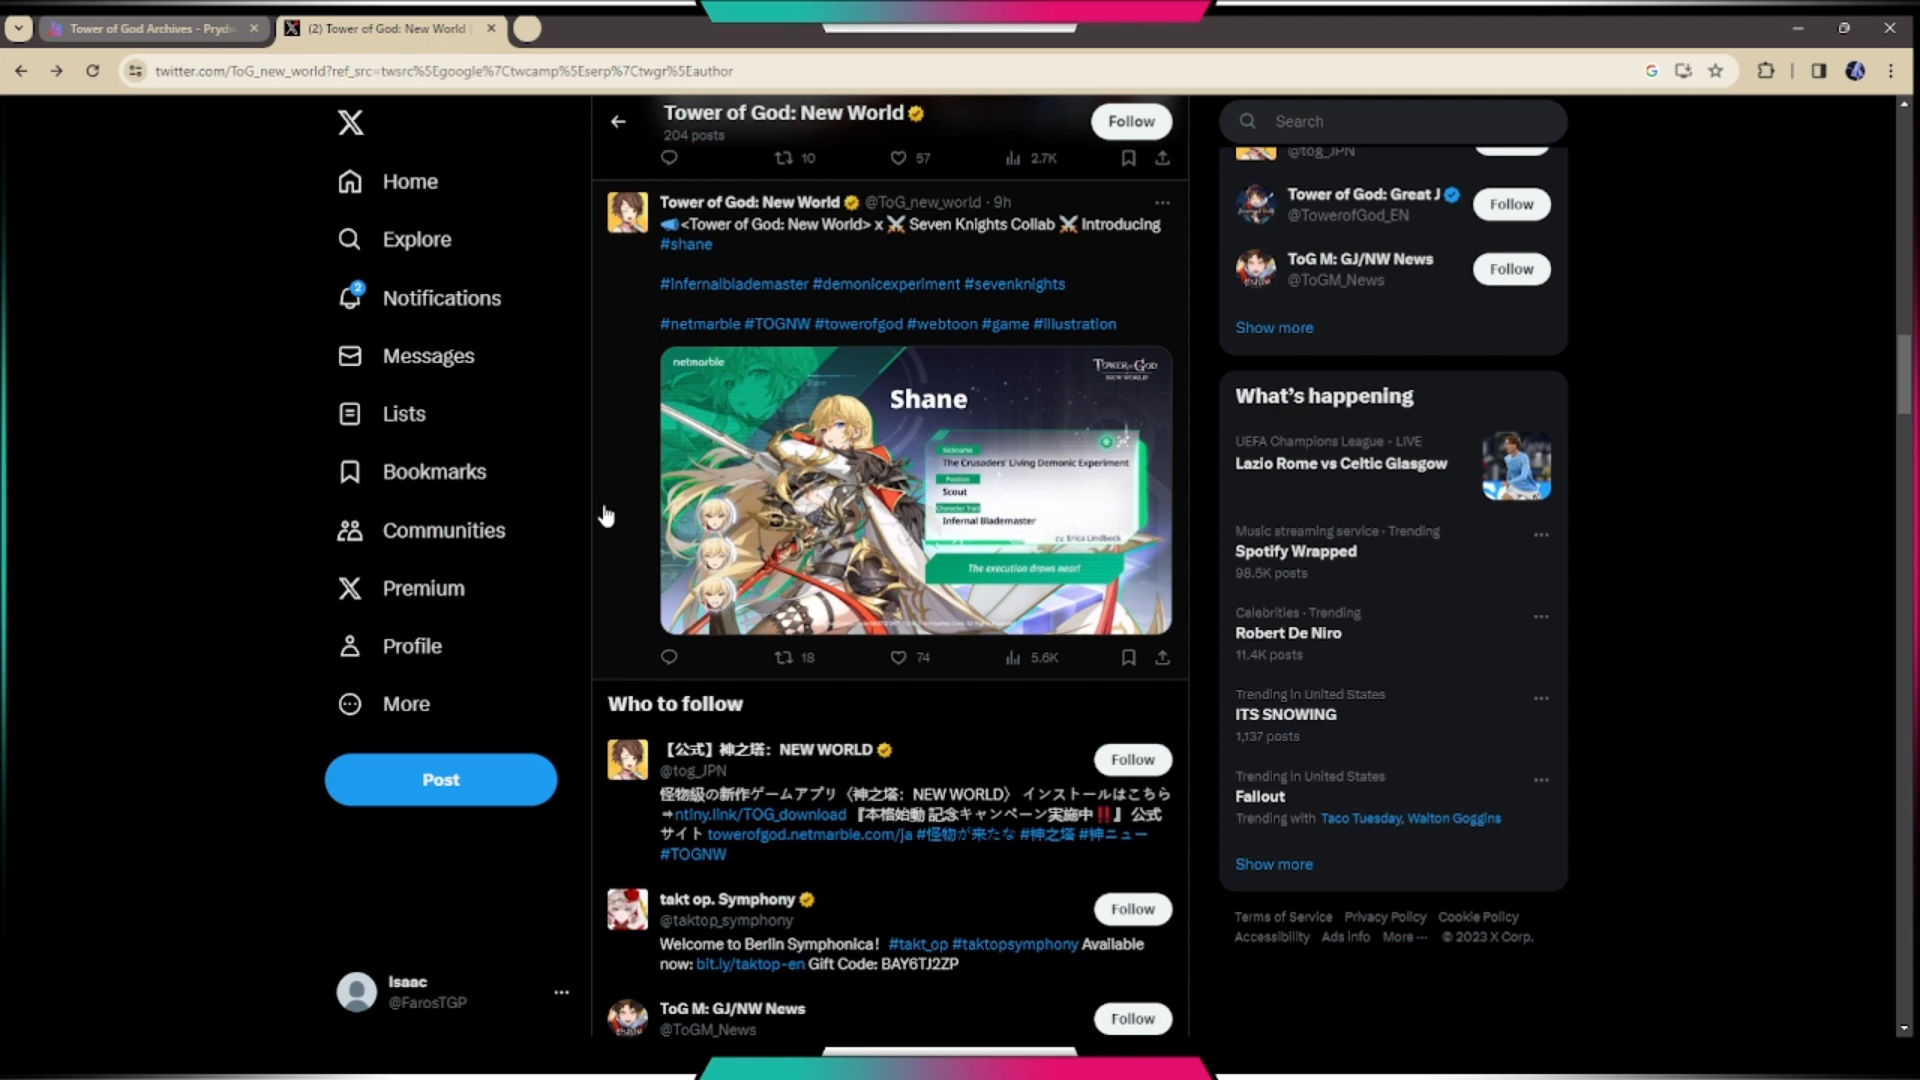 Tower of God Archives - Pryd
(2) Tower of God: New World
twitter.com/ToG_new_world?ref_src=twsrc%5Egoogle%7Ctwcamp%5Eserp%7Ctwgr%5Eauthor
Home
Explore
2
Notifications
Messages
Lists
Bookmarks
Communities
Premium
Profile
More
Post
Isaac
@FarosTGP
Tower of God: New World
204 posts
Follow
10
57
2.7K
Tower of God: New World @ToG_new_world · 9h
📣<Tower of God: New World> x ⚔️ Seven Knights Collab ⚔️ Introducing
#shane
#infernalblademaster #demonicexperiment #sevenknights
#netmarble #TOGNW #towerofgod #webtoon #game #illustration
netmarble
TOWER of GOD
NEW WORLD
Shane
Nickname
The Crusaders' Living Demonic Experiment
Position
Scout
Character Trait
Infernal Blademaster
cv. Erica Lindbeck
The execution draws near!
18
74
5.6K
Who to follow
【公式】神之塔：NEW WORLD
@tog_JPN
Follow
怪物級の新作ゲームアプリ〈神之塔：NEW WORLD〉 インストールはこちら
➡ntiny.link/TOG_download 『本格始動 記念キャンペーン実施中‼️』 公式
サイト towerofgod.netmarble.com/ja #怪物が来たな #神之塔 #神ニュー
#TOGNW
takt op. Symphony
@taktop_symphony
Follow
Welcome to Berlin Symphonica！ #takt_op #taktopsymphony Available
now: bit.ly/taktop-en Gift Code: BAY6TJ2ZP
ToG M: GJ/NW News
@ToGM_News
Follow
Search
@tog_JPN
Tower of God: Great J
@TowerofGod_EN
Follow
ToG M: GJ/NW News
@ToGM_News
Follow
Show more
What's happening
UEFA Champions League · LIVE
Lazio Rome vs Celtic Glasgow
Music streaming service · Trending
Spotify Wrapped
98.5K posts
Celebrities · Trending
Robert De Niro
11.4K posts
Trending in United States
ITS SNOWING
1,137 posts
Trending in United States
Fallout
Trending with Taco Tuesday, Walton Goggins
Show more
Terms of Service Privacy Policy Cookie Policy
Accessibility Ads info More ··· © 2023 X Corp.